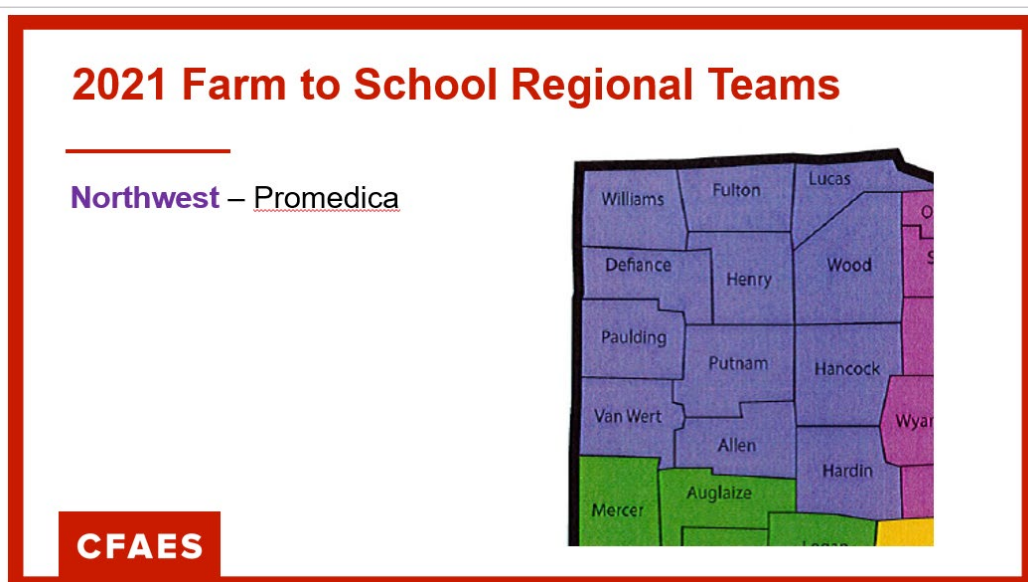 2021 Farm to School Regional Teams
Northwest – Promedica
Williams
Fulton
Lucas
O
Defiance
Henry
Wood
S
Paulding
Putnam
Hancock
Van Wert
Allen
Wyar
Hardin
Mercer
Auglaize
CFAES